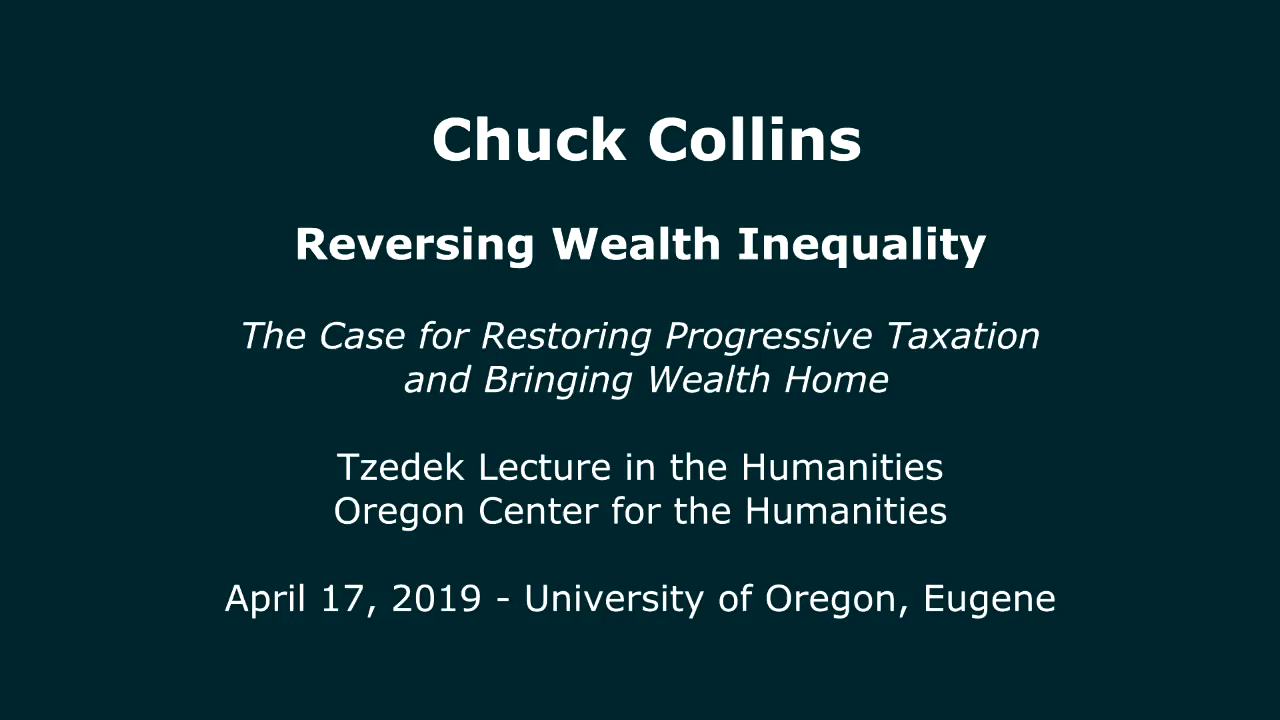 Chuck Collins
Reversing Wealth Inequality
The Case for Restoring Progressive Taxation
and Bringing Wealth Home
Tzedek Lecture in the Humanities
Oregon Center for the Humanities
April 17, 2019 - University of Oregon, Eugene